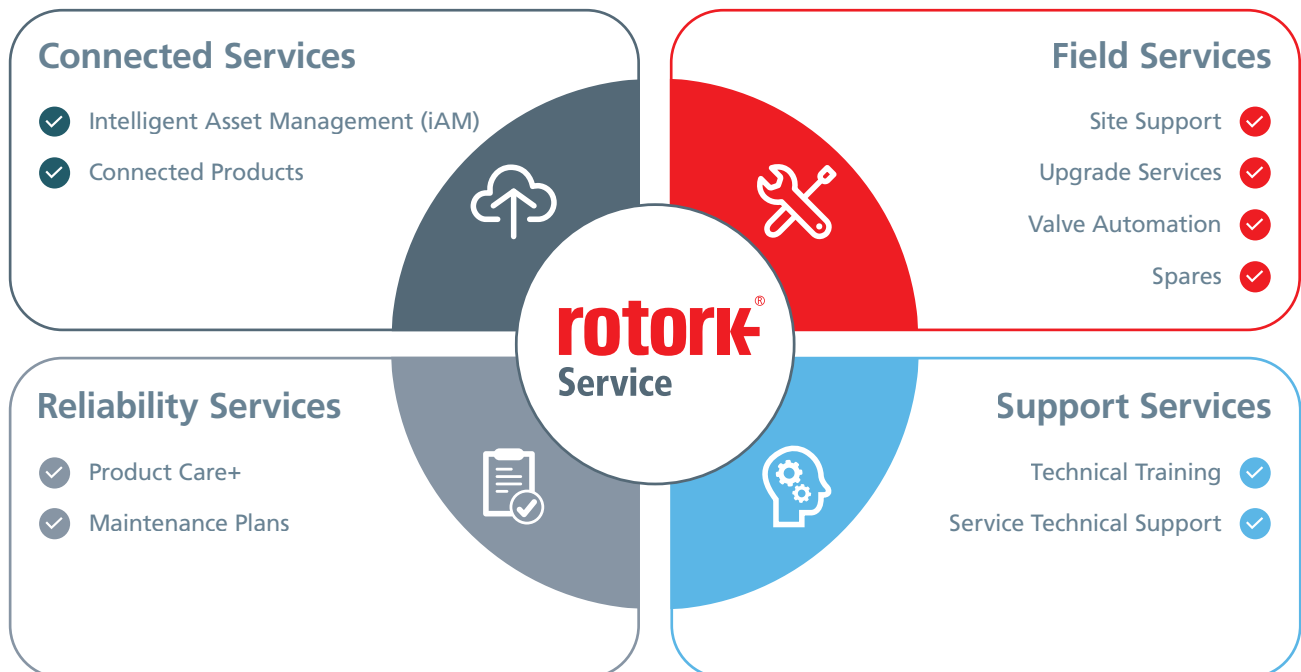 Connected Services
Intelligent Asset Management (iAM)
Connected Products
Field Services
Site Support
Upgrade Services
Valve Automation
Spares
rotork®
Service
Reliability Services
Product Care+
Maintenance Plans
Support Services
Technical Training
Service Technical Support